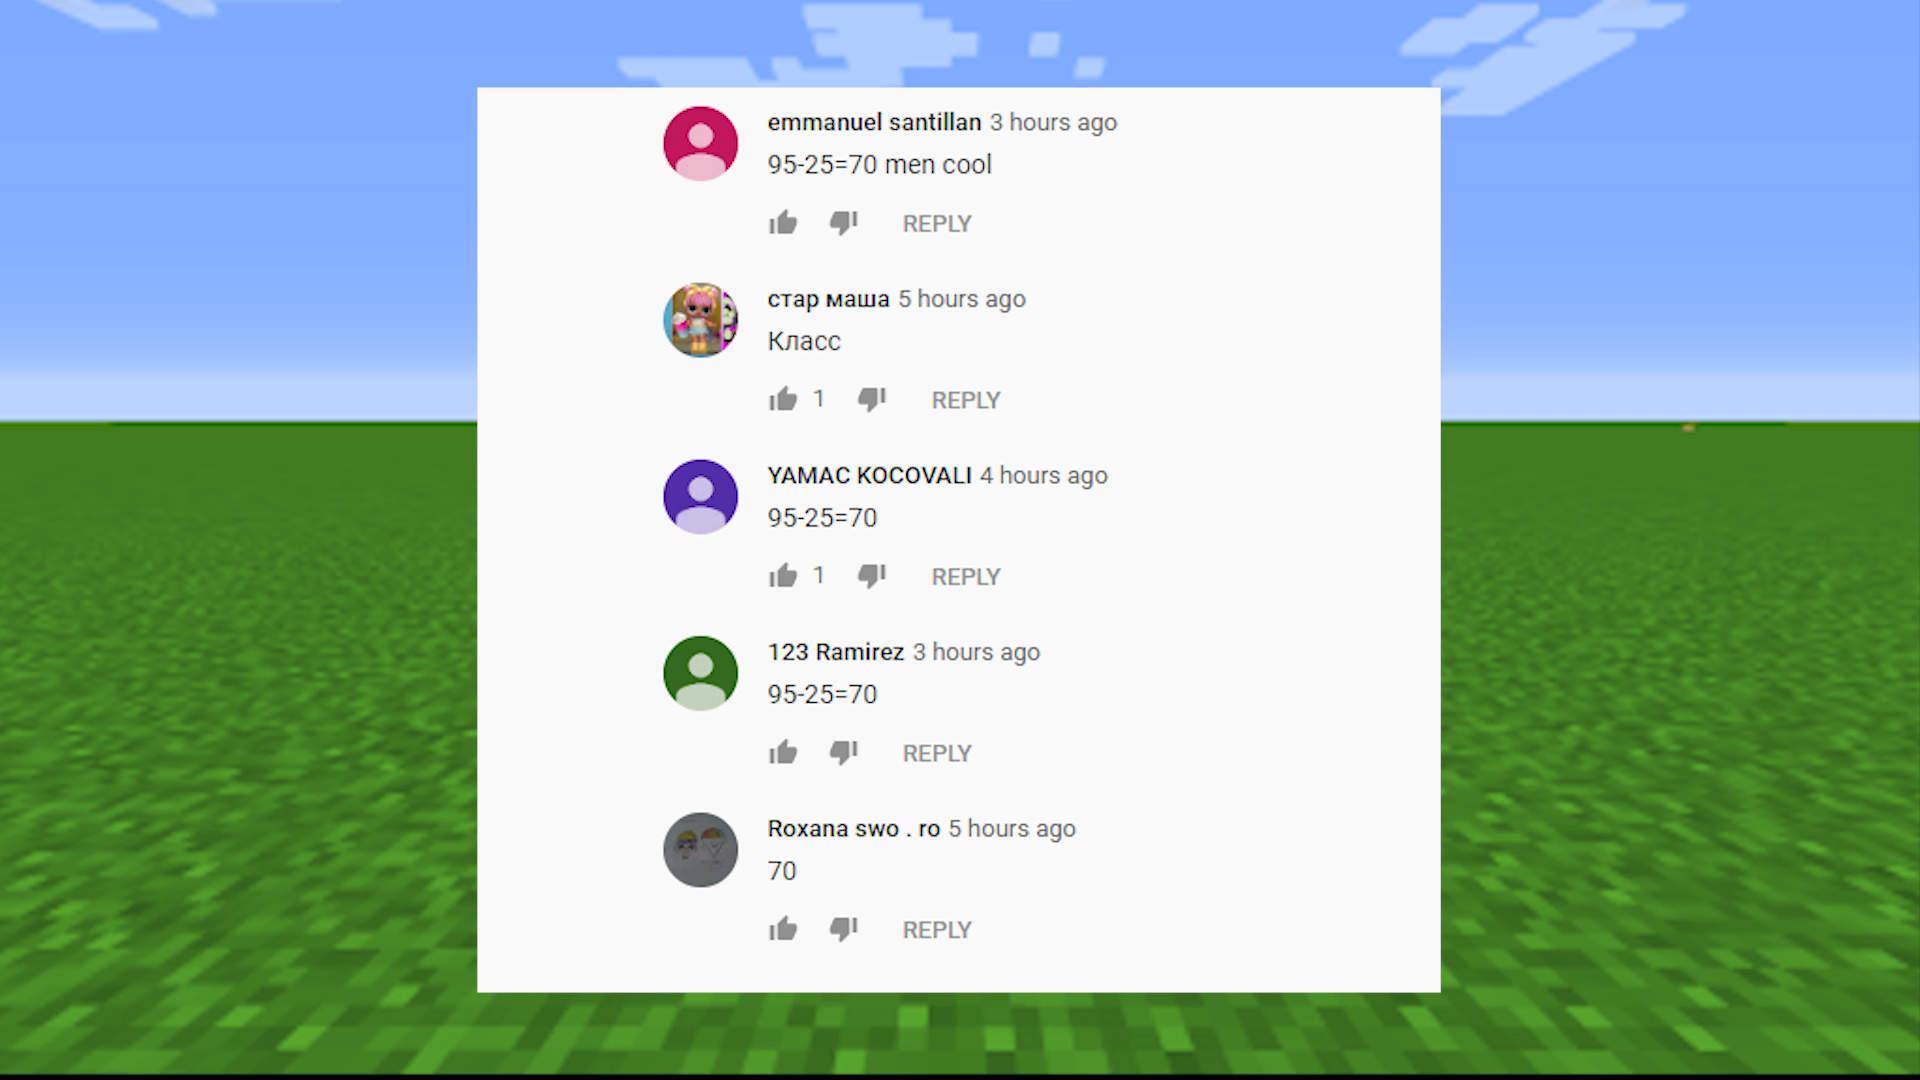 emmanuel santillan 3 hours ago
95-25=70 men cool
REPLY
стар маша 5 hours ago
Класс
1 REPLY
YAMAC KOCOVALI 4 hours ago
95-25=70
1 REPLY
123 Ramirez 3 hours ago
95-25=70
REPLY
Roxana swo . ro 5 hours ago
70
REPLY